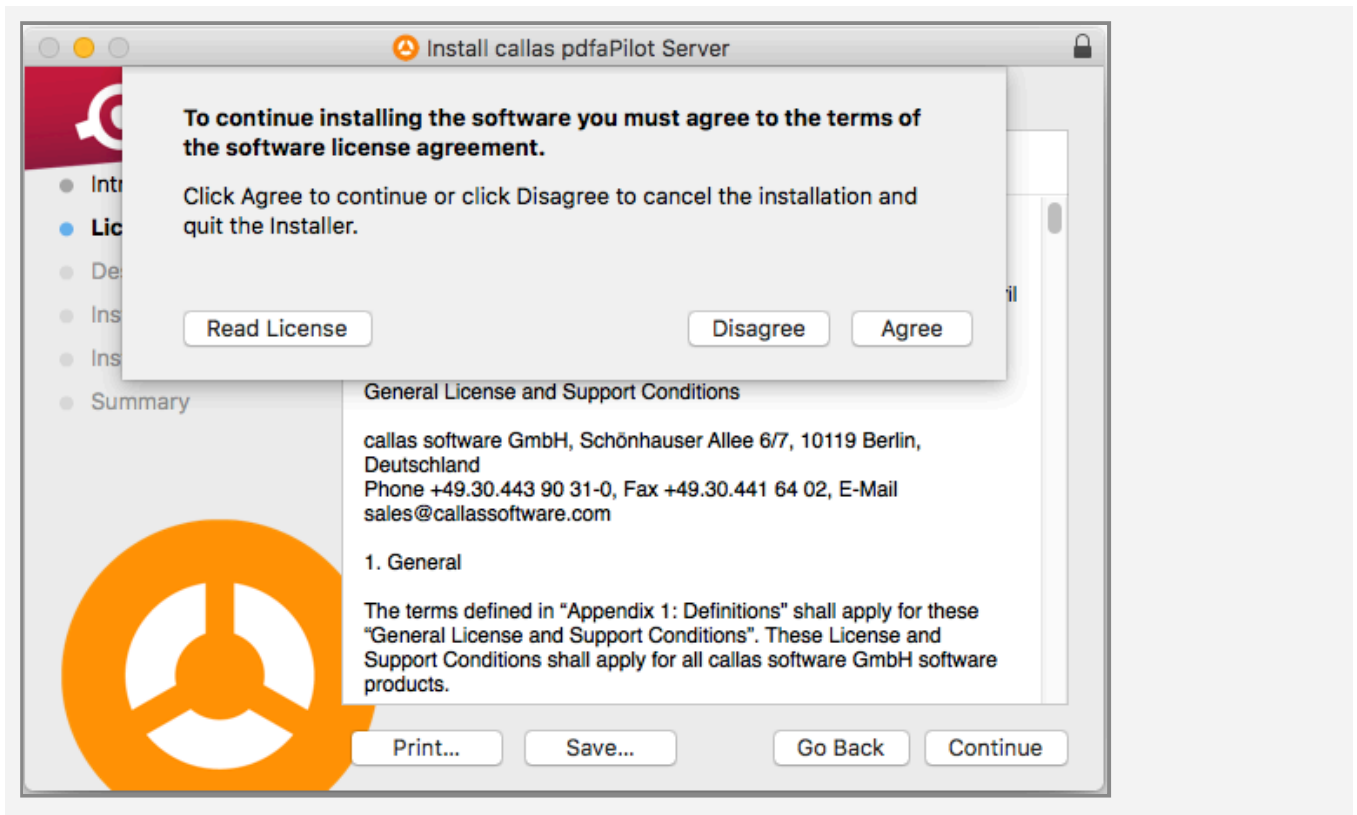 Install callas pdfaPilot Server
To continue installing the software you must agree to the terms of
the software license agreement.
Click Agree to continue or click Disagree to cancel the installation and
quit the Installer.
Read License
Disagree
Agree
Summary
General License and Support Conditions
callas software GmbH, Schönhauser Allee 6/7, 10119 Berlin,
Deutschland
Phone +49.30.443 90 31-0, Fax +49.30.441 64 02, E-Mail
sales@callassoftware.com
1. General
The terms defined in “Appendix 1: Definitions" shall apply for these
“General License and Support Conditions”. These License and
Support Conditions shall apply for all callas software GmbH software
products.
Print...
Save...
Go Back
Continue